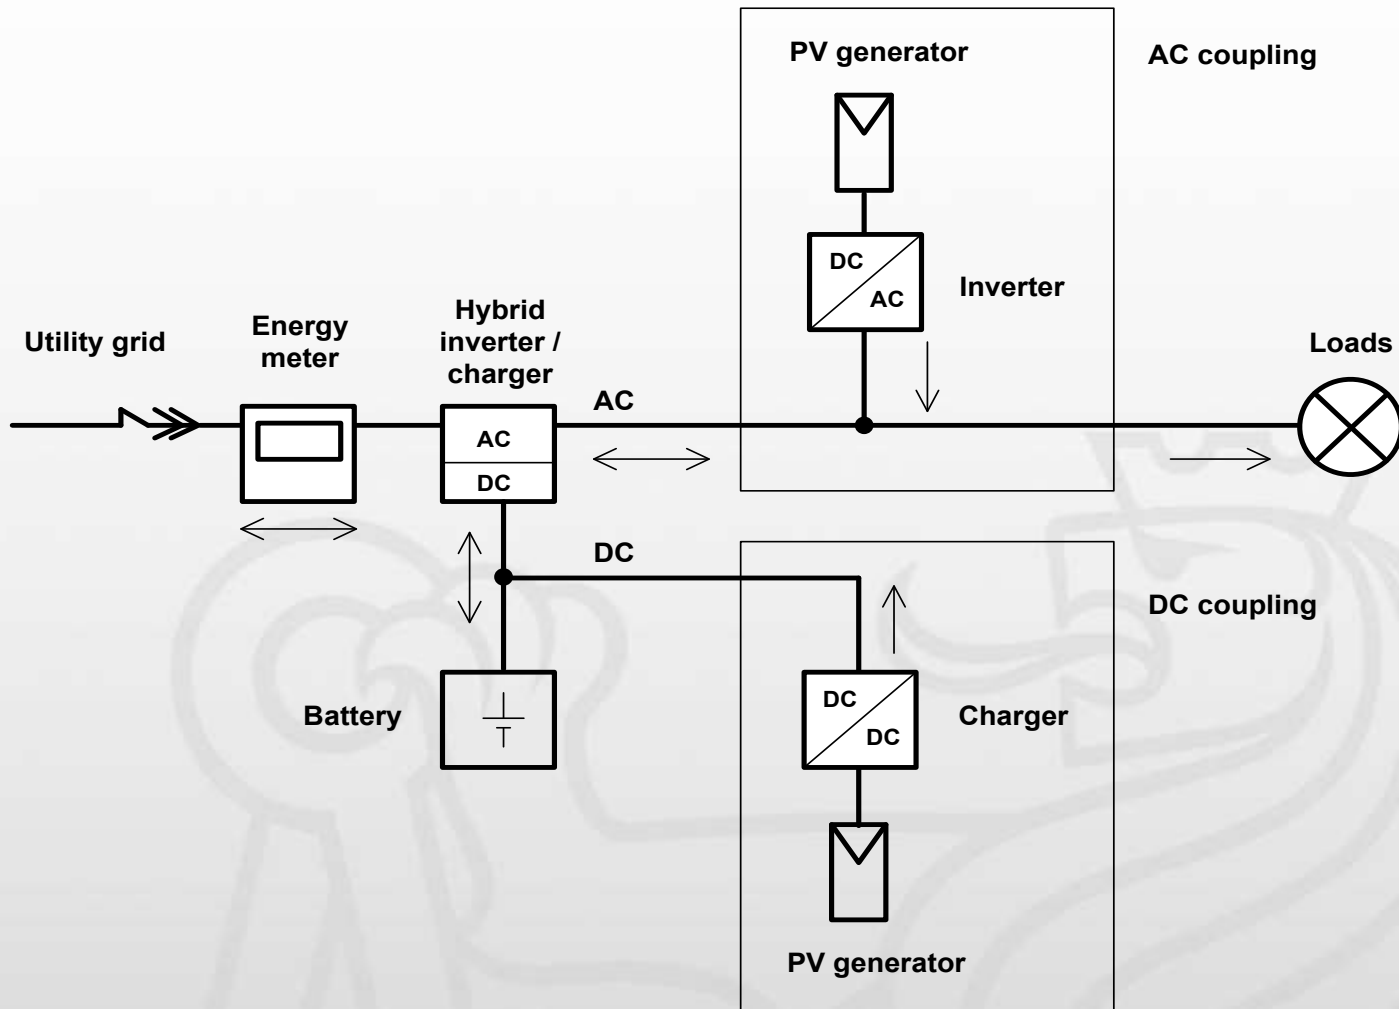 PV generator
AC coupling
DC
AC
Inverter
Utility grid
Energy
meter
Hybrid
inverter /
charger
Loads
AC
AC
DC
DC
DC coupling
Battery
DC
DC
Charger
PV generator